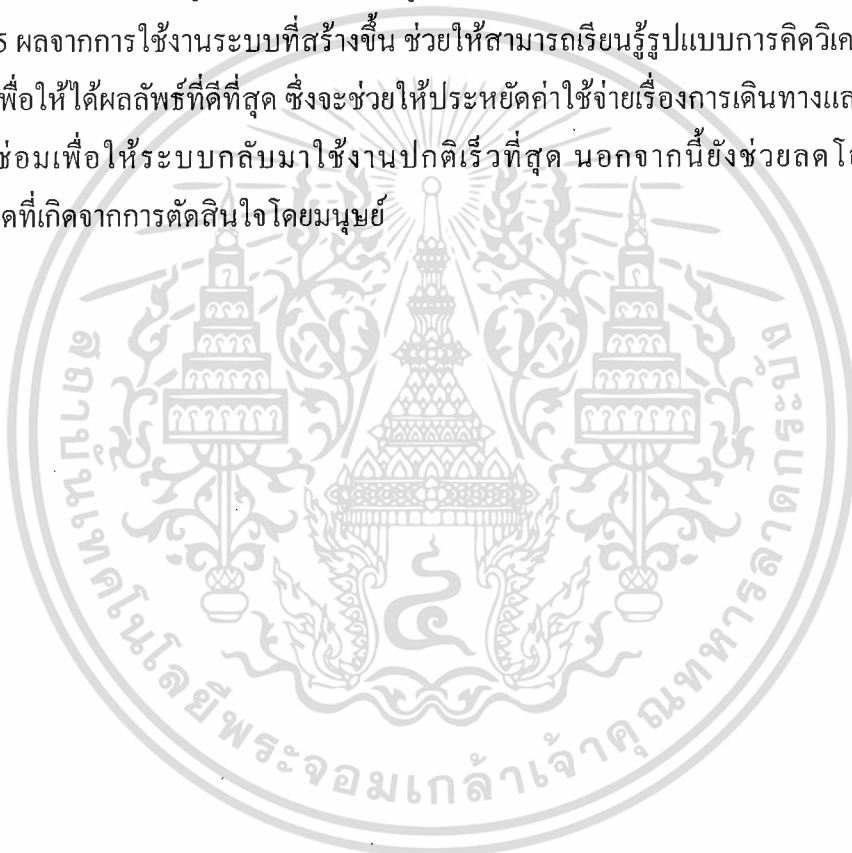 5 ผลจากการใช้งานระบบที่สร้างขึ้น ช่วยให้สามารถเรียนรู้รูปแบบการคิดวิเค
พื่อให้ได้ผลลัพธ์ที่ดีที่สุด ซึ่งจะช่วยให้ประหยัดค่าใช้จ่ายเรื่องการเดินทางแล
ซ่อมเพื่อให้ระบบกลับมาใช้งานปกติเร็วที่สุด นอกจากนี้ยังช่วยลดโอ
ดที่เกิดจากการตัดสินใจโดยมนุษย์
สถาบันเทคโนโลยีพระจอมเกล้าเจ้าคุณทหารลาดกระบัง